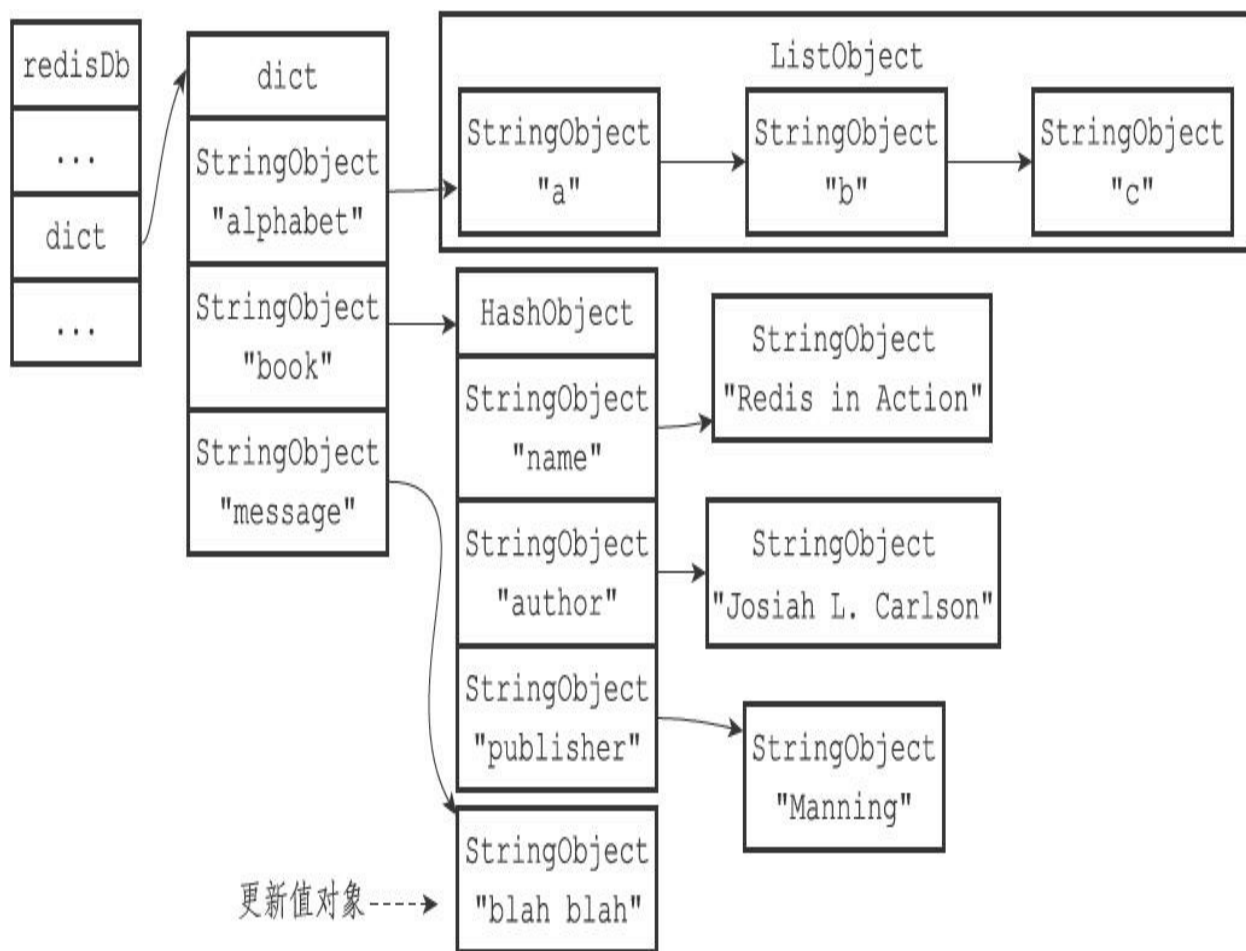 redisDb
...
dict
...
dict
StringObject
"alphabet"
StringObject
"book"
StringObject
"message"
ListObject
StringObject
"a"
StringObject
"b"
StringObject
"c"
HashObject
StringObject
"name"
StringObject
"author"
StringObject
"publisher"
StringObject
"Redis in Action"
StringObject
"Josiah L. Carlson"
StringObject
"Manning"
StringObject
"blah blah"
更新值对象